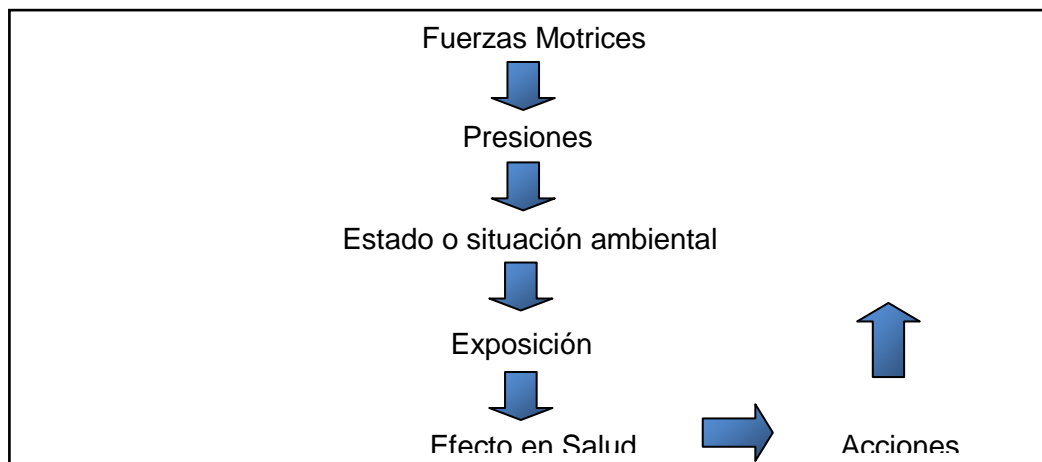 Fuerzas Motrices
Presiones
Estado o situación ambiental
Exposición
Efecto en Salud Acciones